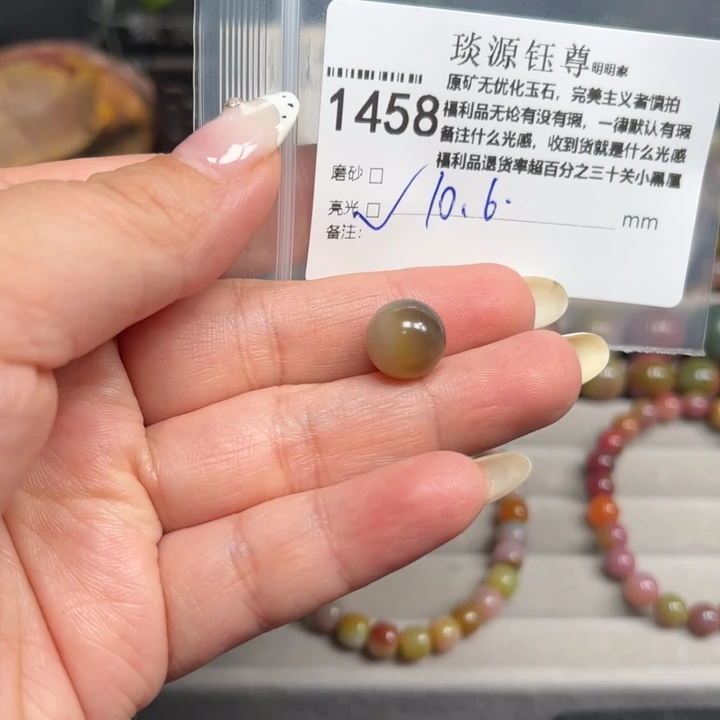 琰源钰尊明明家
1458
原矿无优化玉石，完美主义者慎拍
福利品无论有没有瑕，一律默认有瑕
备注什么光感，收到货就是什么光感
福利品退货率超百分之三十关小黑屋
磨砂□
亮光□ ✓ 10.6. mm
备注：